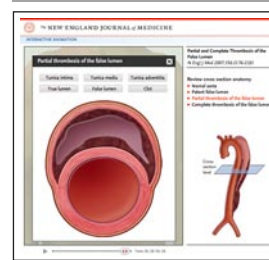 The NEW ENGLAND JOURNAL of MEDICINE
INTERACTIVE ANIMATION
Partial thrombosis of the false lumen
Tunica intima
Tunica media
Tunica adventitia
True lumen
False lumen
Clot
Partial and Complete Thrombosis of the
False Lumen
Review cross section anatomy
Normal aorta
Patent false lumen
Partial thrombosis of the false lumen
Complete thrombosis of the false lumen
Cross
section
level